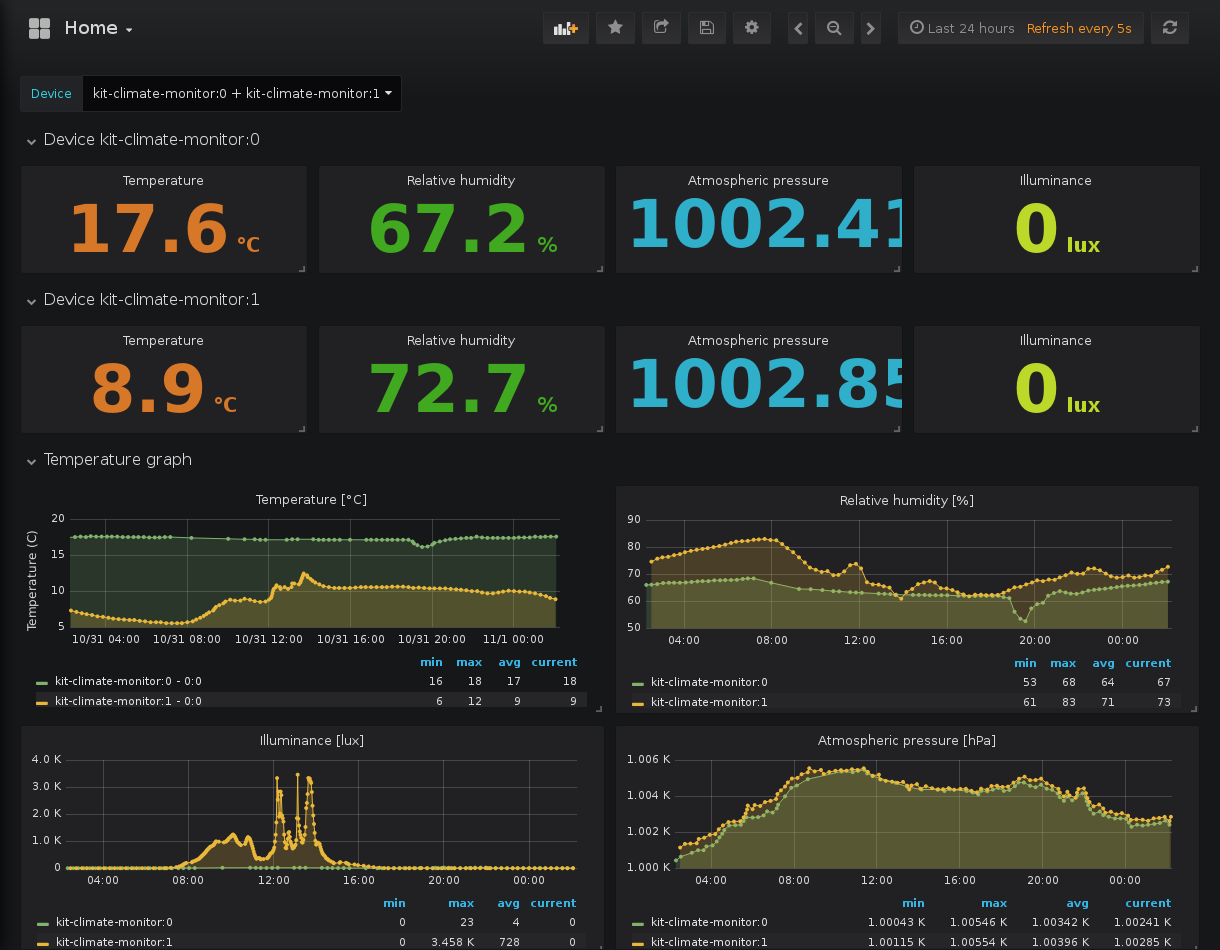 Home
Last 24 hours Refresh every 5s
Device kit-climate-monitor:0 + kit-climate-monitor:1
Device kit-climate-monitor:0
Temperature Relative humidity Atmospheric pressure Illuminance
17.6 °C 67.2 % 1002.41 0 lux
Device kit-climate-monitor:1
Temperature Relative humidity Atmospheric pressure Illuminance
8.9 °C 72.7 % 1002.85 0 lux
Temperature graph
Temperature [°C]
Temperature (C)
20
15
10
5
10/31 04:00 10/31 08:00 10/31 12:00 10/31 16:00 10/31 20:00 11/1 00:00
min max avg current
kit-climate-monitor:0 - 0:0 16 18 17 18
kit-climate-monitor:1 - 0:0 6 12 9 9
Relative humidity [%]
90
80
70
60
50
04:00 08:00 12:00 16:00 20:00 00:00
min max avg current
kit-climate-monitor:0 53 68 64 67
kit-climate-monitor:1 61 83 71 73
Illuminance [lux]
4.0 K
3.0 K
2.0 K
1.0 K
0
04:00 08:00 12:00 16:00 20:00 00:00
min max avg current
kit-climate-monitor:0 0 23 4 0
kit-climate-monitor:1 0 3.458 K 728 0
Atmospheric pressure [hPa]
1.006 K
1.004 K
1.002 K
1.000 K
04:00 08:00 12:00 16:00 20:00 00:00
min max avg current
kit-climate-monitor:0 1.00043 K 1.00546 K 1.00342 K 1.00241 K
kit-climate-monitor:1 1.00115 K 1.00554 K 1.00396 K 1.00285 K